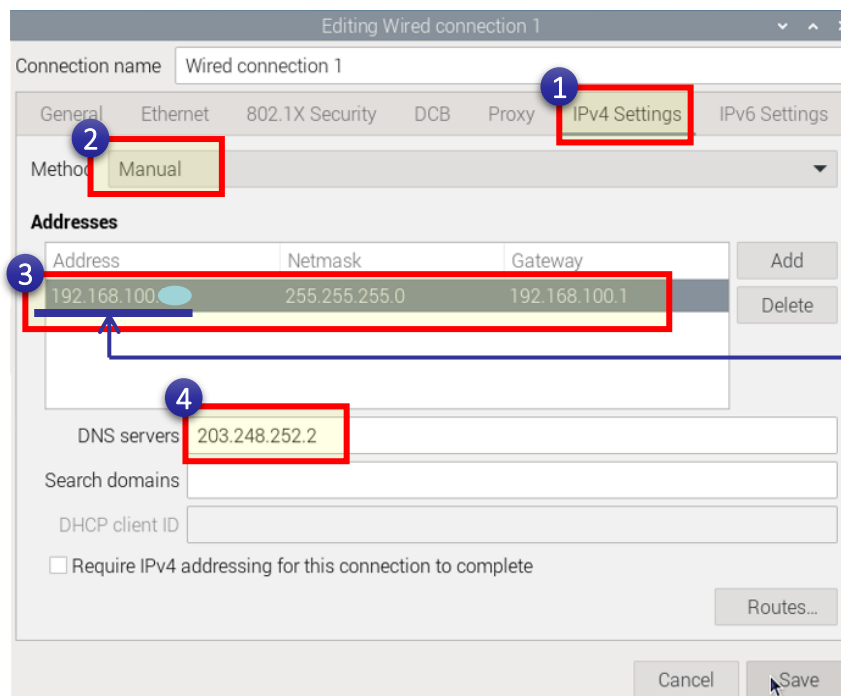 Editing Wired connection 1
Connection name Wired connection 1
1
General Ethernet 802.1X Security DCB Proxy IPv4 Settings IPv6 Settings
2
Method Manual
Addresses
Address Netmask Gateway Add
3
192.168.100. 255.255.255.0 192.168.100.1 Delete
4
DNS servers 203.248.252.2
Search domains
DHCP client ID
Require IPv4 addressing for this connection to complete
Routes...
Cancel Save